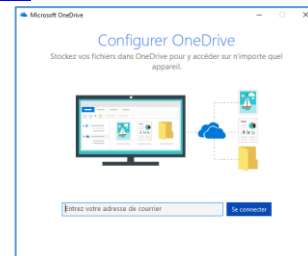 Microsoft OneDrive
Configurer OneDrive
Stockez vos fichiers dans OneDrive pour y accéder sur n'importe quel
appareil.
Entrez votre adresse de courrier
Se connecter